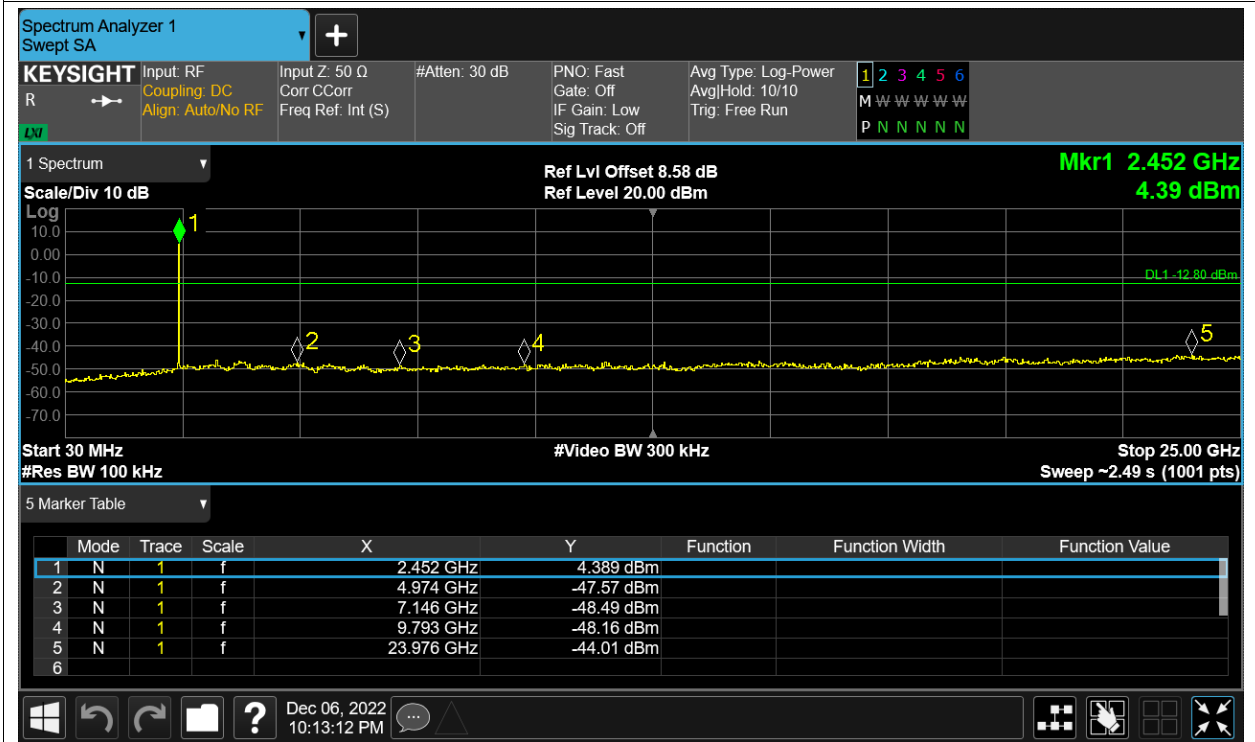 Spectrum Analyzer 1
Swept SA
KEYSIGHT
R
LXI
Input: RF
Coupling: DC
Align: Auto/No RF
Input Z: 50 Ω
Corr CCorr
Freq Ref: Int (S)
#Atten: 30 dB
PNO: Fast
Gate: Off
IF Gain: Low
Sig Track: Off
Avg Type: Log-Power
Avg|Hold: 10/10
Trig: Free Run
1 2 3 4 5 6
M W W W W W
P N N N N N
1 Spectrum
Scale/Div 10 dB
Ref Lvl Offset 8.58 dB
Ref Level 20.00 dBm
Mkr1 2.452 GHz
4.39 dBm
Log
10.0
0.00
-10.0
-20.0
-30.0
-40.0
-50.0
-60.0
-70.0
1
2
3
4
5
DL1 -12.80 dBm
Start 30 MHz #Video BW 300 kHz Stop 25.00 GHz
#Res BW 100 kHz Sweep ~2.49 s (1001 pts)
5 Marker Table
Mode Trace Scale X Y Function Function Width Function Value
1 N 1 f 2.452 GHz 4.389 dBm
2 N 1 f 4.974 GHz -47.57 dBm
3 N 1 f 7.146 GHz -48.49 dBm
4 N 1 f 9.793 GHz -48.16 dBm
5 N 1 f 23.976 GHz -44.01 dBm
6
?
Dec 06, 2022
10:13:12 PM